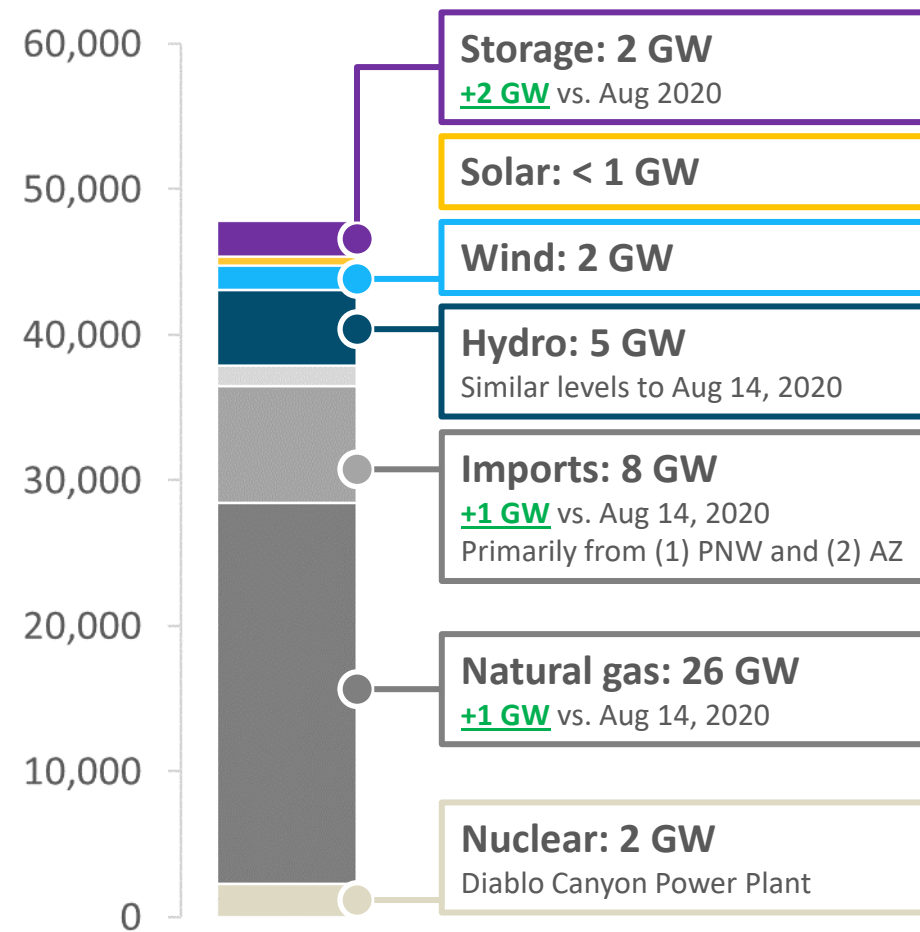 60,000
50,000
40,000
30,000
20,000
10,000
0
Storage: 2 GW
+2 GW vs. Aug 2020
Solar: < 1 GW
Wind: 2 GW
Hydro: 5 GW
Similar levels to Aug 14, 2020
Imports: 8 GW
+1 GW vs. Aug 14, 2020
Primarily from (1) PNW and (2) AZ
Natural gas: 26 GW
+1 GW vs. Aug 14, 2020
Nuclear: 2 GW
Diablo Canyon Power Plant